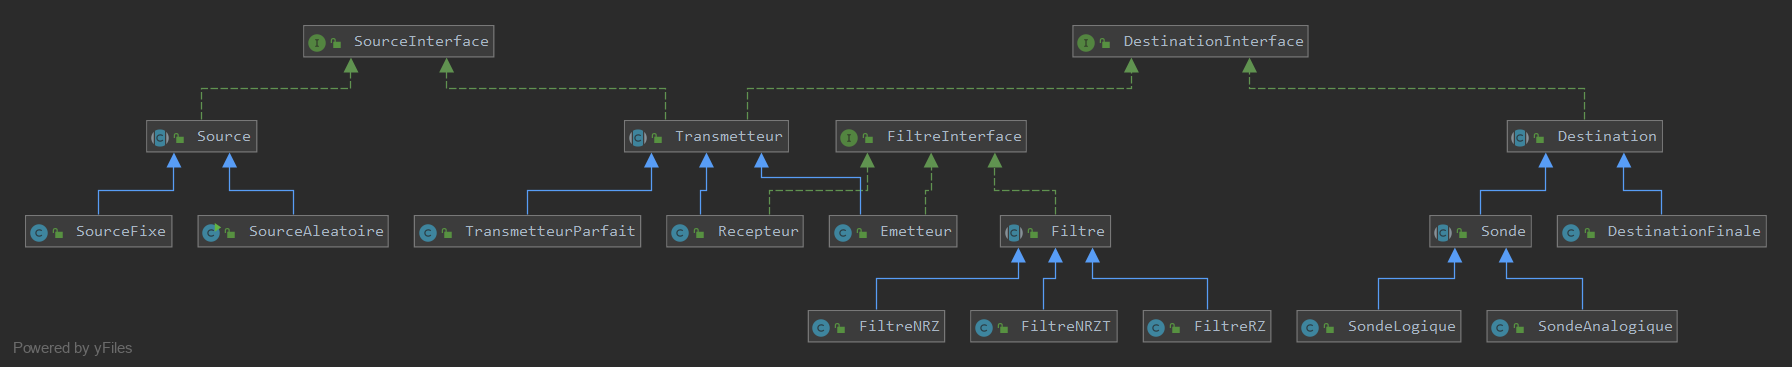 SourceInterface
DestinationInterface
Source
Transmetteur
FiltreInterface
Destination
SourceFixe
SourceAleatoire
TransmetteurParfait
Recepteur
Emetteur
Filtre
Sonde
DestinationFinale
FiltreNRZ
FiltreNRZT
FiltreRZ
SondeLogique
SondeAnalogique
Powered by yFiles